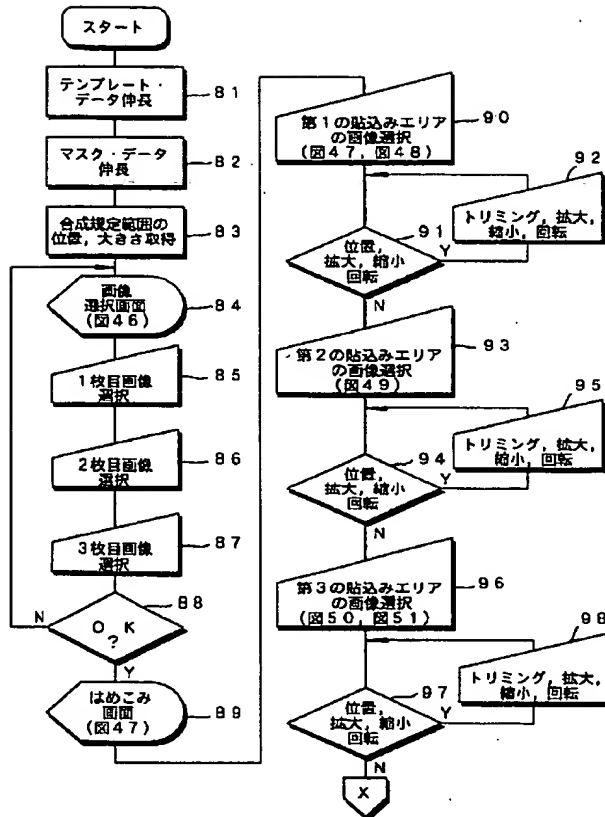 スタート
テンプレート・
データ伸長
81
マスク・データ
伸長
82
合成規定範囲の
位置,大きさ取得
83
画像
選択画面
(図46)
84
1枚目画像
選択
85
2枚目画像
選択
86
3枚目画像
選択
87
OK
?
88
N
Y
はめこみ
画面
(図47)
89
第1の貼込みエリア
の画像選択
(図47,図48)
90
位置,
拡大,縮小
回転
91
Y
N
トリミング,拡大,
縮小,回転
92
第2の貼込みエリア
の画像選択
(図49)
93
位置,
拡大,縮小
回転
94
Y
N
トリミング,拡大,
縮小,回転
95
第3の貼込みエリア
の画像選択
(図50,図51)
96
位置,
拡大,縮小
回転
97
Y
N
トリミング,拡大,
縮小,回転
98
X